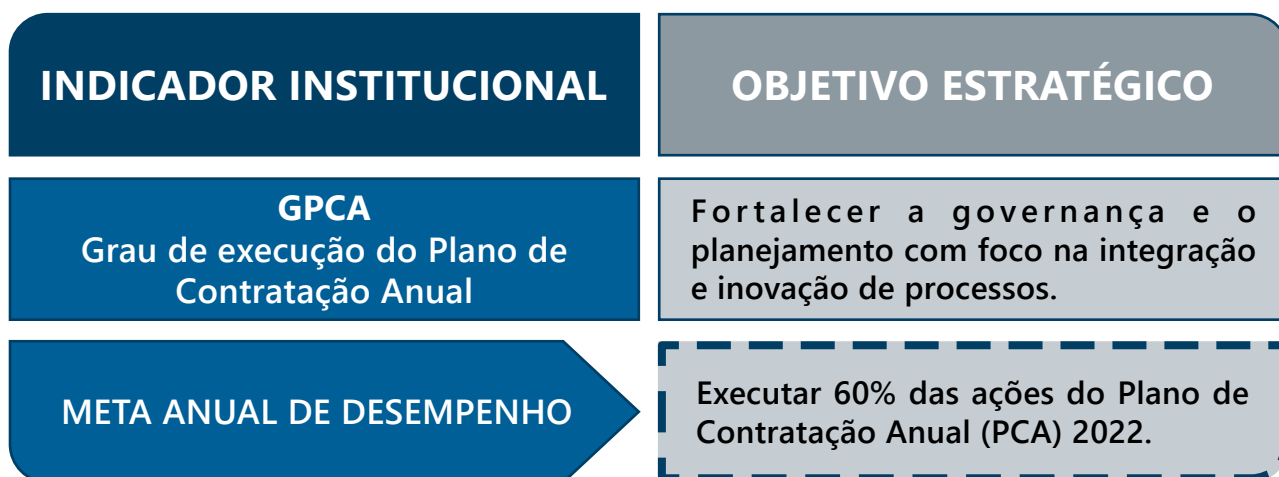 INDICADOR INSTITUCIONAL
OBJETIVO ESTRATÉGICO
GPCA
Grau de execução do Plano de
Contratação Anual
Fortalecer a governança e o
planejamento com foco na integração
e inovação de processos.
META ANUAL DE DESEMPENHO
Executar 60% das ações do Plano de
Contratação Anual (PCA) 2022.